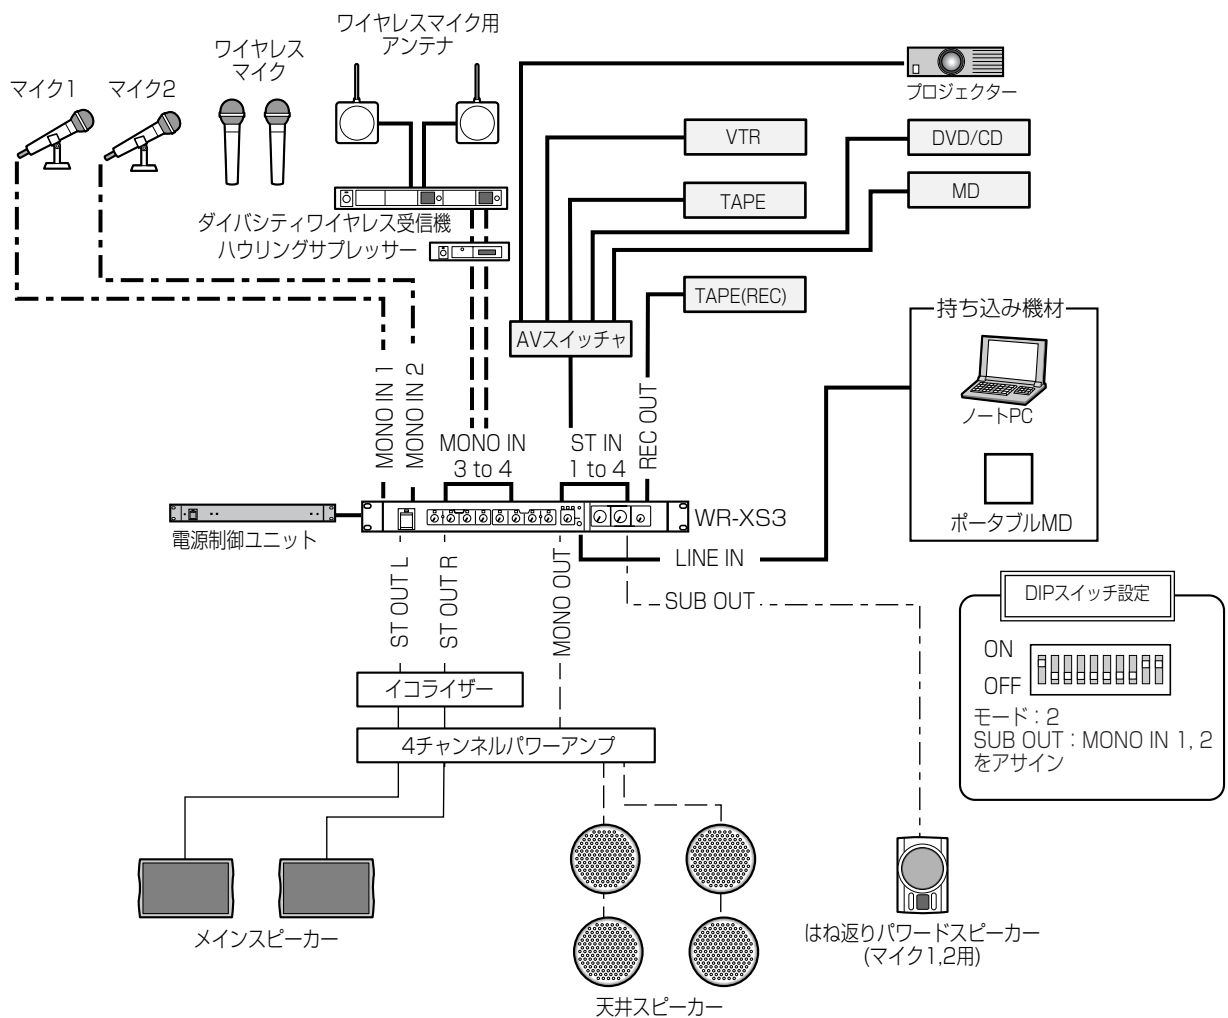 ワイヤレスマイク用
アンテナ
ワイヤレス
マイク
マイク1
マイク2
プロジェクター
VTR
DVD/CD
TAPE
MD
ダイバシティワイヤレス受信機
ハウリングサプレッサー
TAPE(REC)
AVスイッチャ
持ち込み機材
ノートPC
ポータブルMD
MONO IN 1
MONO IN 2
MONO IN
3 to 4
ST IN
1 to 4
REC OUT
WR-XS3
電源制御ユニット
LINE IN
ST OUT L
ST OUT R
MONO OUT
SUB OUT
DIPスイッチ設定
ON
OFF
モード：2
SUB OUT：MONO IN 1, 2
をアサイン
イコライザー
4チャンネルパワーアンプ
メインスピーカー
天井スピーカー
はね返りパワードスピーカー
(マイク1,2用)